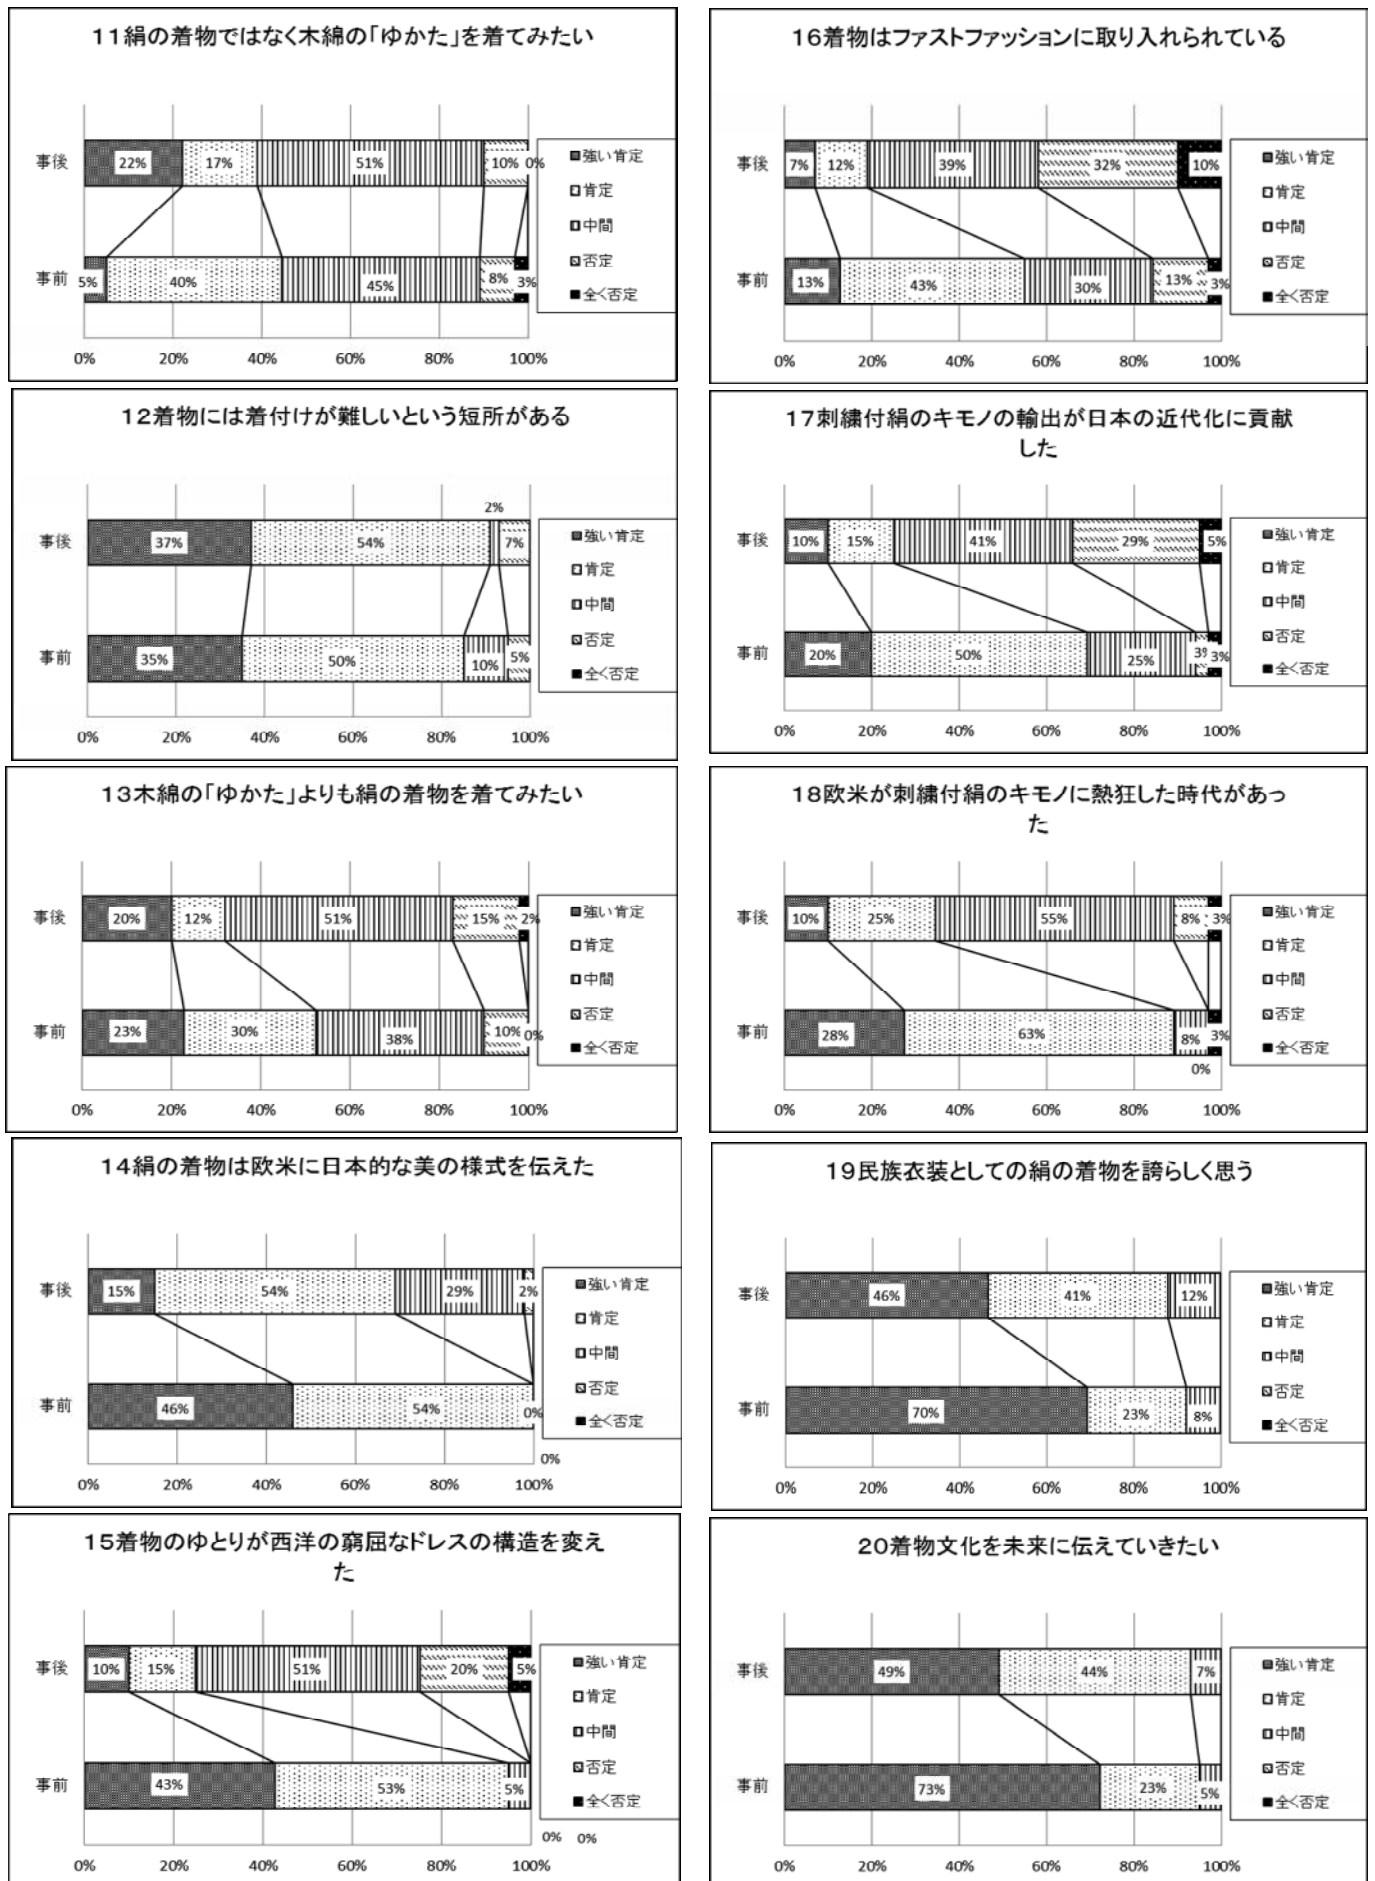 11絹の着物ではなく木綿の「ゆかた」を着てみたい
事後 22% 17% 51% 10% 0%
事前 5% 40% 45% 8% 3%
0% 20% 40% 60% 80% 100%
強い肯定
肯定
中間
否定
全く否定
12着物には着付けが難しいという短所がある
2%
事後 37% 54% 7%
事前 35% 50% 10% 5%
0% 20% 40% 60% 80% 100%
強い肯定
肯定
中間
否定
全く否定
13木綿の「ゆかた」よりも絹の着物を着てみたい
事後 20% 12% 51% 15% 2%
事前 23% 30% 38% 10% 0%
0% 20% 40% 60% 80% 100%
強い肯定
肯定
中間
否定
全く否定
14絹の着物は欧米に日本的な美の様式を伝えた
事後 15% 54% 29% 2%
事前 46% 54% 0%
0%
0% 20% 40% 60% 80% 100%
強い肯定
肯定
中間
否定
全く否定
15着物のゆとりが西洋の窮屈なドレスの構造を変え
た
事後 10% 15% 51% 20% 5%
事前 43% 53% 5%
0% 0%
0% 20% 40% 60% 80% 100%
強い肯定
肯定
中間
否定
全く否定
16着物はファストファッションに取り入れられている
事後 7% 12% 39% 32% 10%
事前 13% 43% 30% 13% 3%
0% 20% 40% 60% 80% 100%
強い肯定
肯定
中間
否定
全く否定
17刺繍付絹のキモノの輸出が日本の近代化に貢献
した
事後 10% 15% 41% 29% 5%
事前 20% 50% 25% 3% 3%
0% 20% 40% 60% 80% 100%
強い肯定
肯定
中間
否定
全く否定
18欧米が刺繍付絹のキモノに熱狂した時代があっ
た
事後 10% 25% 55% 8% 3%
事前 28% 63% 8% 3%
0%
0% 20% 40% 60% 80% 100%
強い肯定
肯定
中間
否定
全く否定
19民族衣装としての絹の着物を誇らしく思う
事後 46% 41% 12%
事前 70% 23% 8%
0% 20% 40% 60% 80% 100%
強い肯定
肯定
中間
否定
全く否定
20着物文化を未来に伝えていきたい
事後 49% 44% 7%
事前 73% 23% 5%
0% 20% 40% 60% 80% 100%
強い肯定
肯定
中間
否定
全く否定